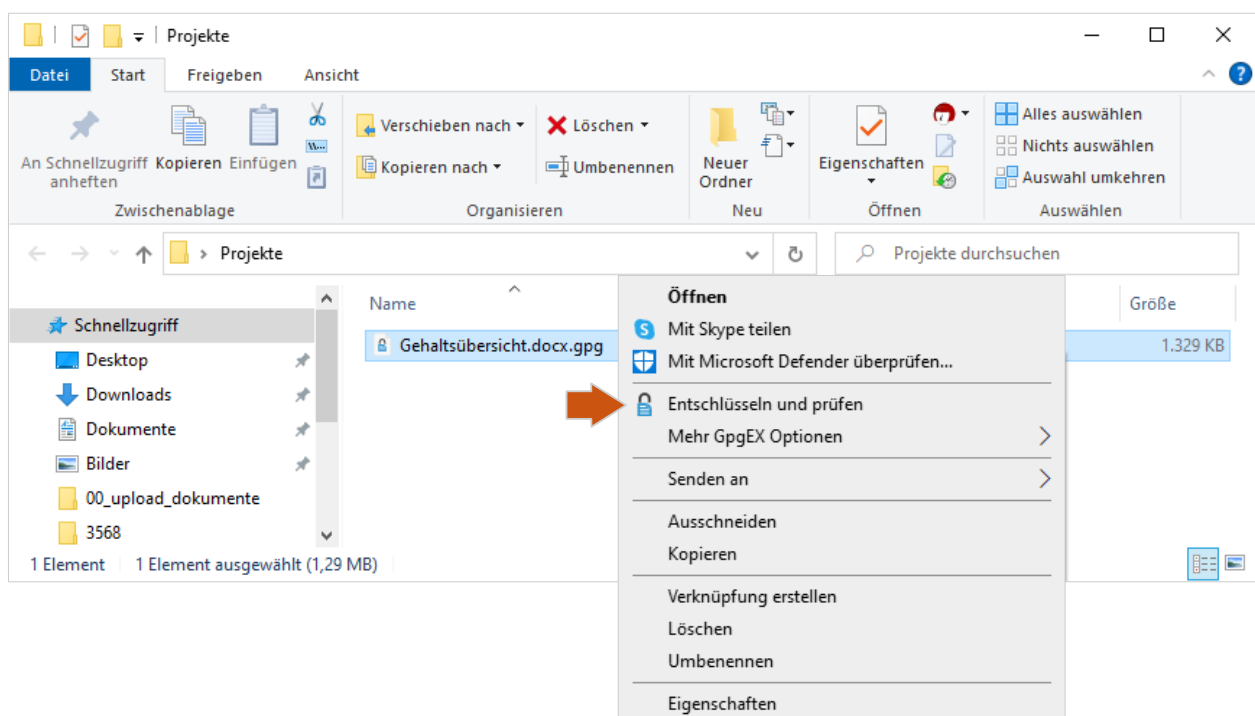 Projekte
Datei Start Freigeben Ansicht
An Schnellzugriff anheften
Kopieren
Einfügen
Zwischenablage
Verschieben nach
Kopieren nach
Löschen
Umbenennen
Organisieren
Neuer Ordner
Neu
Eigenschaften
Öffnen
Alles auswählen
Nichts auswählen
Auswahl umkehren
Auswählen
Projekte
Projekte durchsuchen
Schnellzugriff
Desktop
Downloads
Dokumente
Bilder
00_upload_dokumente
3568
Name Größe
Gehaltsübersicht.docx.gpg 1.329 KB
Öffnen
Mit Skype teilen
Mit Microsoft Defender überprüfen...
Entschlüsseln und prüfen
Mehr GpgEX Optionen
Senden an
Ausschneiden
Kopieren
Verknüpfung erstellen
Löschen
Umbenennen
Eigenschaften
1 Element 1 Element ausgewählt (1,29 MB)